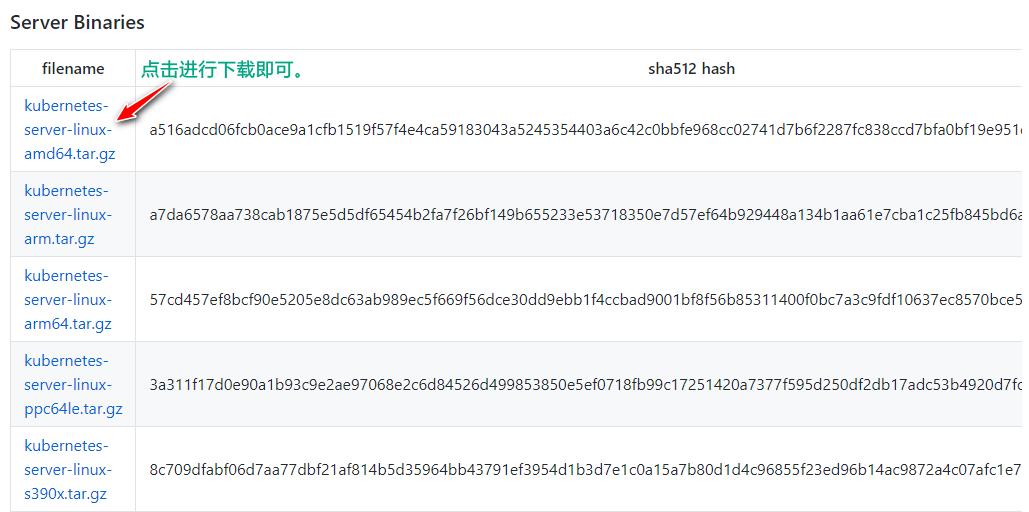 Server Binaries
filename
点击进行下载即可。
sha512 hash
kubernetes-
server-linux-
amd64.tar.gz
a516adcd06fcb0ace9a1cfb1519f57f4e4ca59183043a5245354403a6c42c0bbfe968cc02741d7b6f2287fc838ccd7bfa0bf19e951
kubernetes-
server-linux-
arm.tar.gz
a7da6578aa738cab1875e5d5df65454b2fa7f26bf149b655233e53718350e7d57ef64b929448a134b1aa61e7cba1c25fb845bd6a
kubernetes-
server-linux-
arm64.tar.gz
57cd457ef8bcf90e5205e8dc63ab989ec5f669f56dce30dd9ebb1f4ccbad9001bf8f56b85311400f0bc7a3c9fdf10637ec8570bce5
kubernetes-
server-linux-
ppc64le.tar.gz
3a311f17d0e90a1b93c9e2ae97068e2c6d84526d499853850e5ef0718fb99c17251420a7377f595d250df2db17adc53b4920d7fc
kubernetes-
server-linux-
s390x.tar.gz
8c709dfabf06d7aa77dbf21af814b5d35964bb43791ef3954d1b3d7e1c0a15a7b80d1d4c96855f23ed96b14ac9872a4c07afc1e7